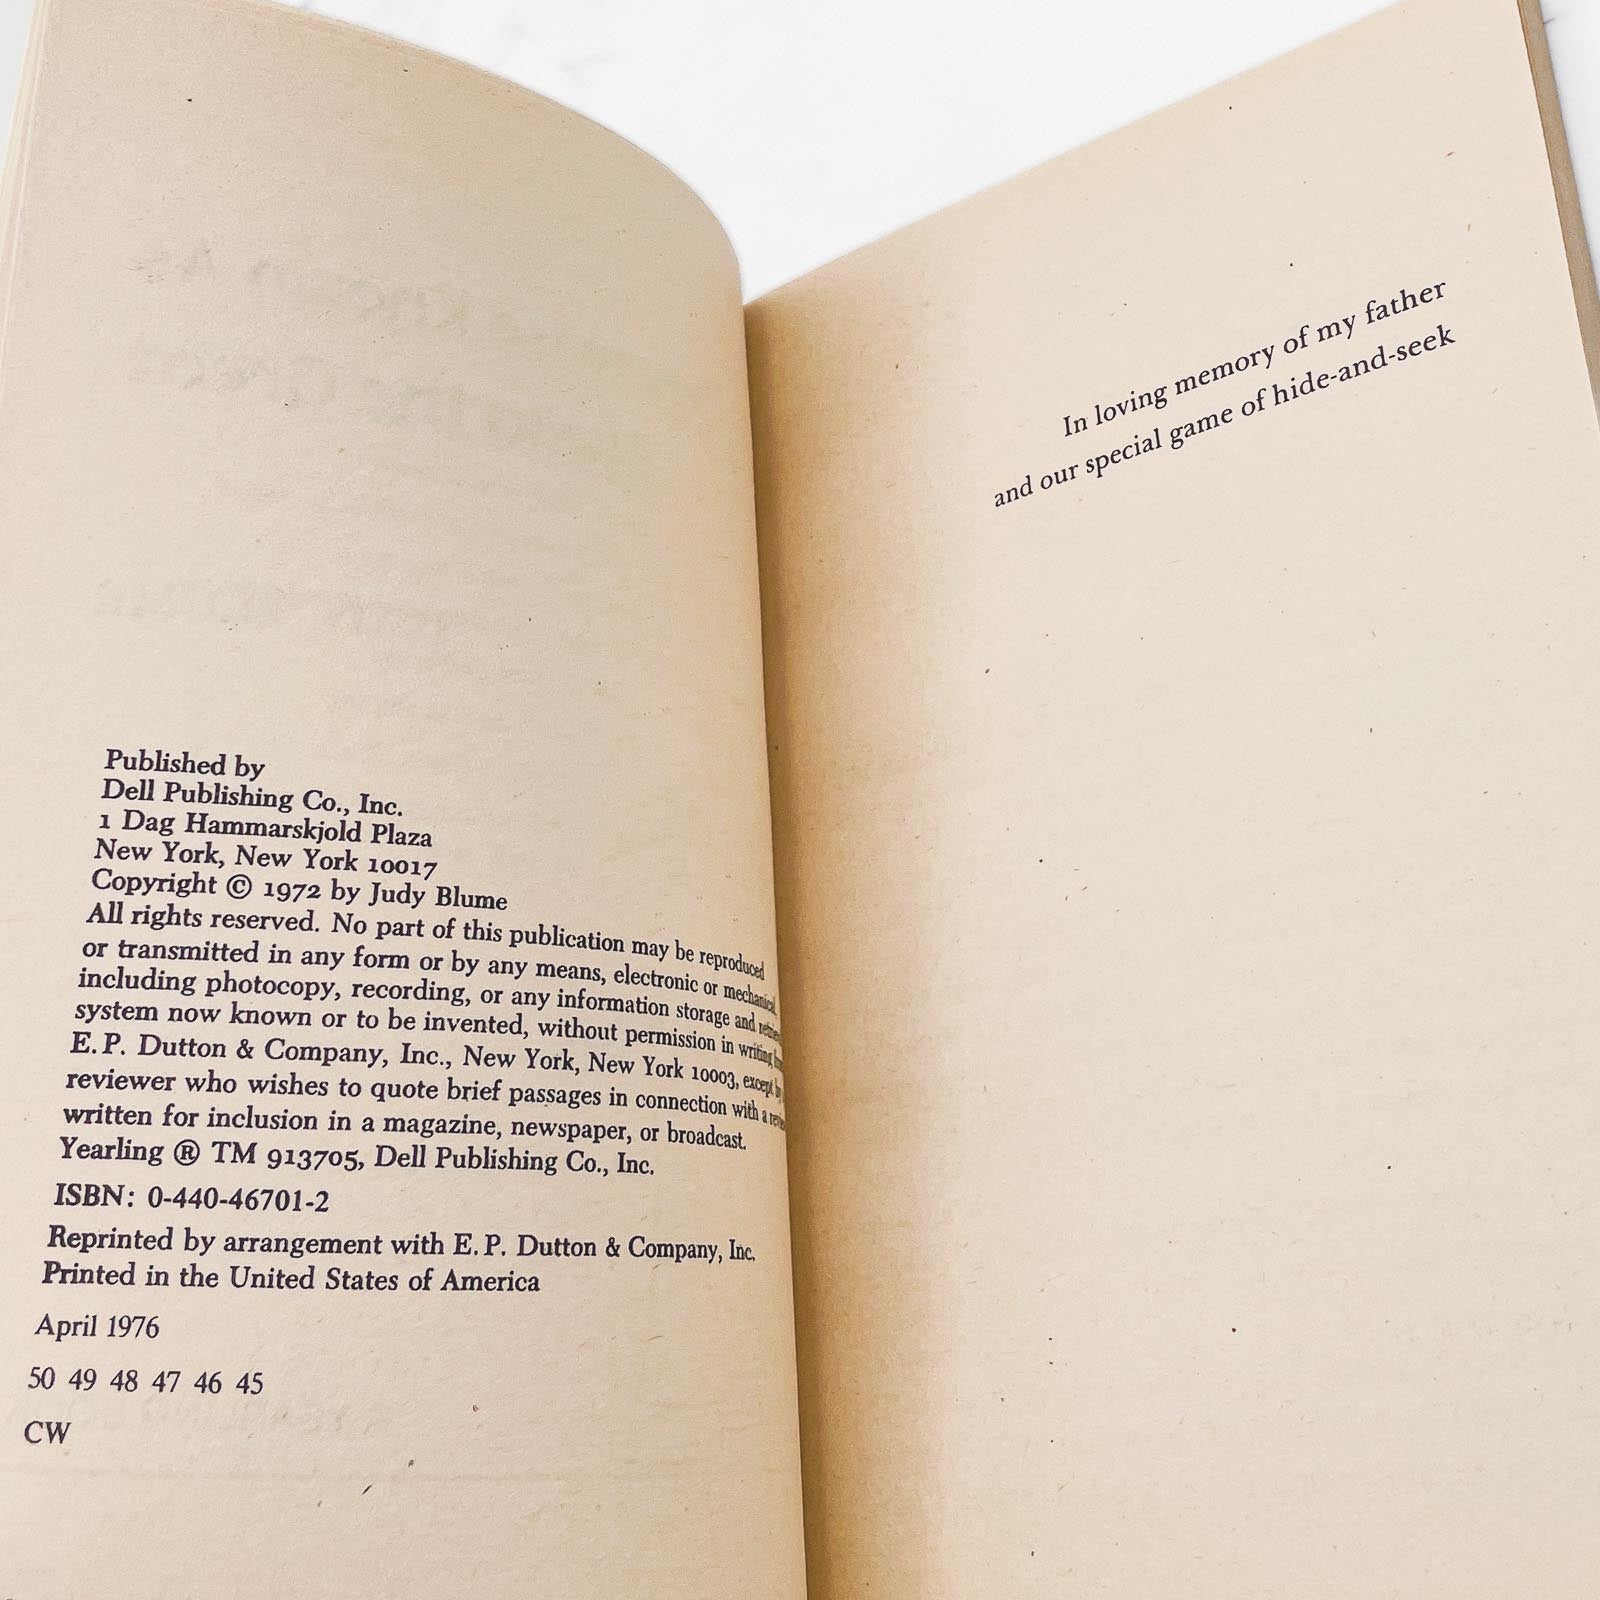 Published by
Dell Publishing Co., Inc.
1 Dag Hammarskjold Plaza
New York, New York 10017
Copyright © 1972 by Judy Blume
All rights reserved. No part of this publication may be reproduced
or transmitted in any form or by any means, electronic or mechanical,
including photocopy, recording, or any information storage and
system now known or to be invented, without permission in writing
E. P. Dutton & Company, Inc., New York, New York 10003, except by
reviewer who wishes to quote brief passages in connection with a
written for inclusion in a magazine, newspaper, or broadcast.
Yearling ® TM 913705, Dell Publishing Co., Inc.
ISBN: 0-440-46701-2
Reprinted by arrangement with E. P. Dutton & Company, Inc.
Printed in the United States of America
April 1976
50 49 48 47 46 45
CW
In loving memory of my father
and our special game of hide-and-seek